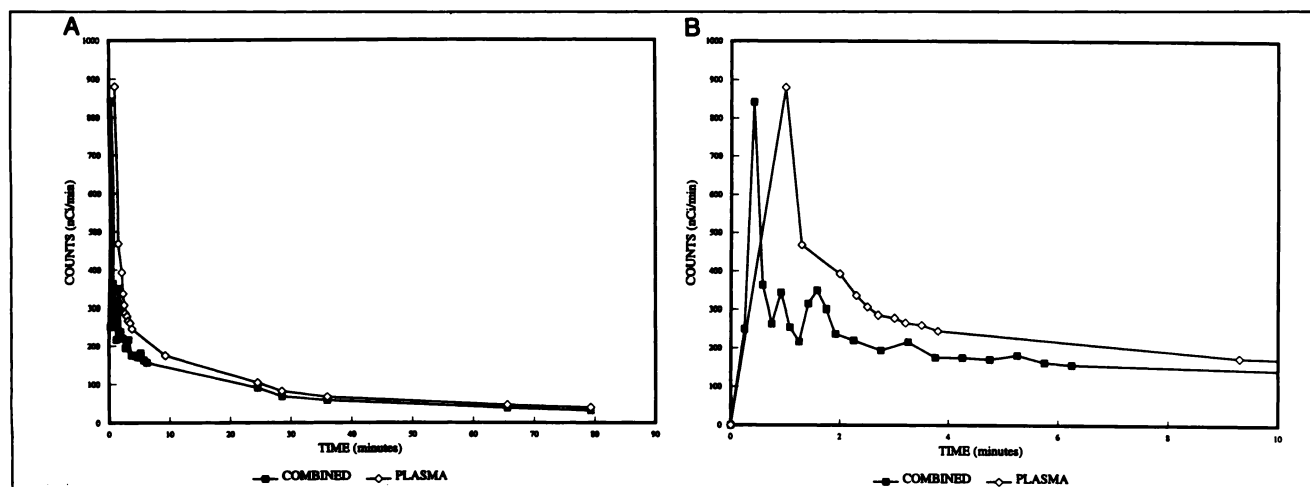 A
1000
900
800
700
600
500
400
300
200
100
0
COUNTS (nCi/min)
0 10 20 30 40 50 60 70 80 90
TIME (minutes)
COMBINED PLASMA
B
1000
900
800
700
600
500
400
300
200
100
0
COUNTS (nCi/min)
0 2 4 6 8 10
TIME (minutes)
COMBINED PLASMA